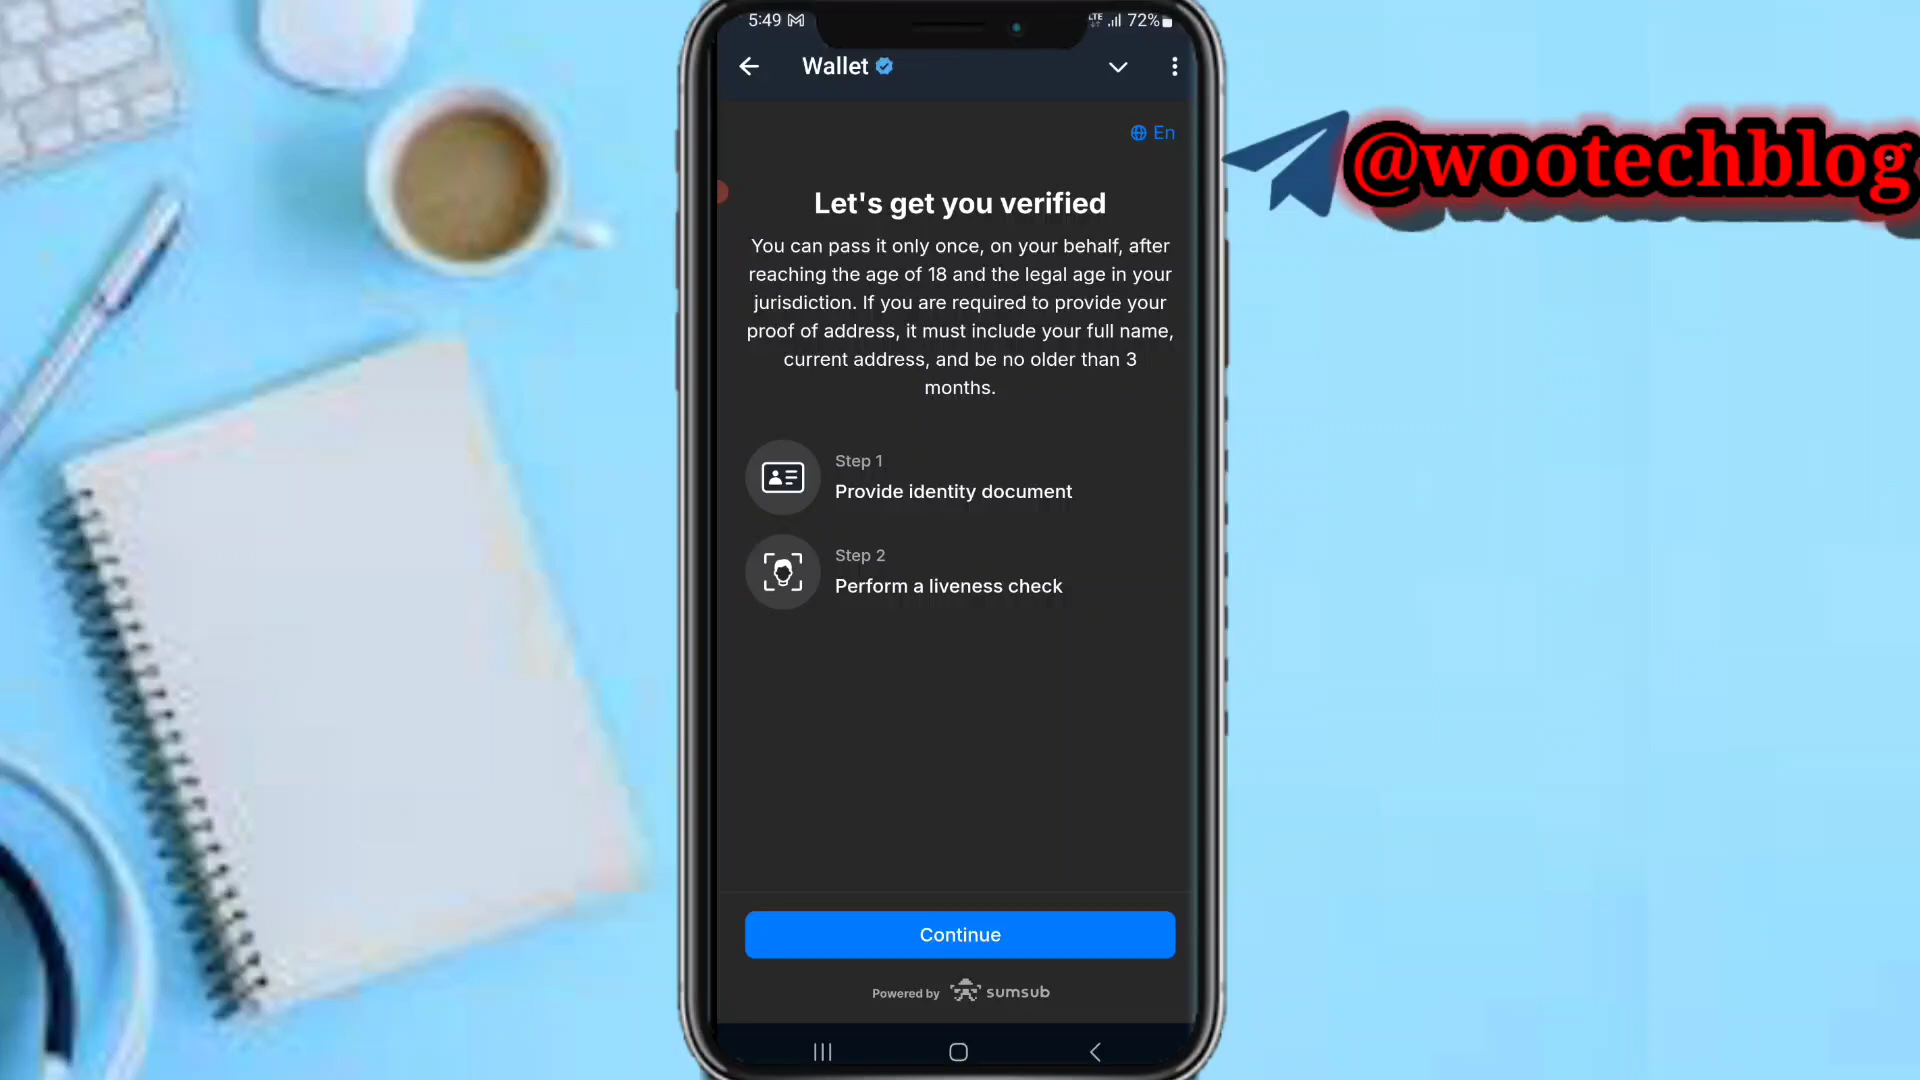 5:49 LTE 72%
Wallet
En
@wootechblog
Let's get you verified
You can pass it only once, on your behalf, after
reaching the age of 18 and the legal age in your
jurisdiction. If you are required to provide your
proof of address, it must include your full name,
current address, and be no older than 3
months.
Step 1
Provide identity document
Step 2
Perform a liveness check
Continue
Powered by sumsub